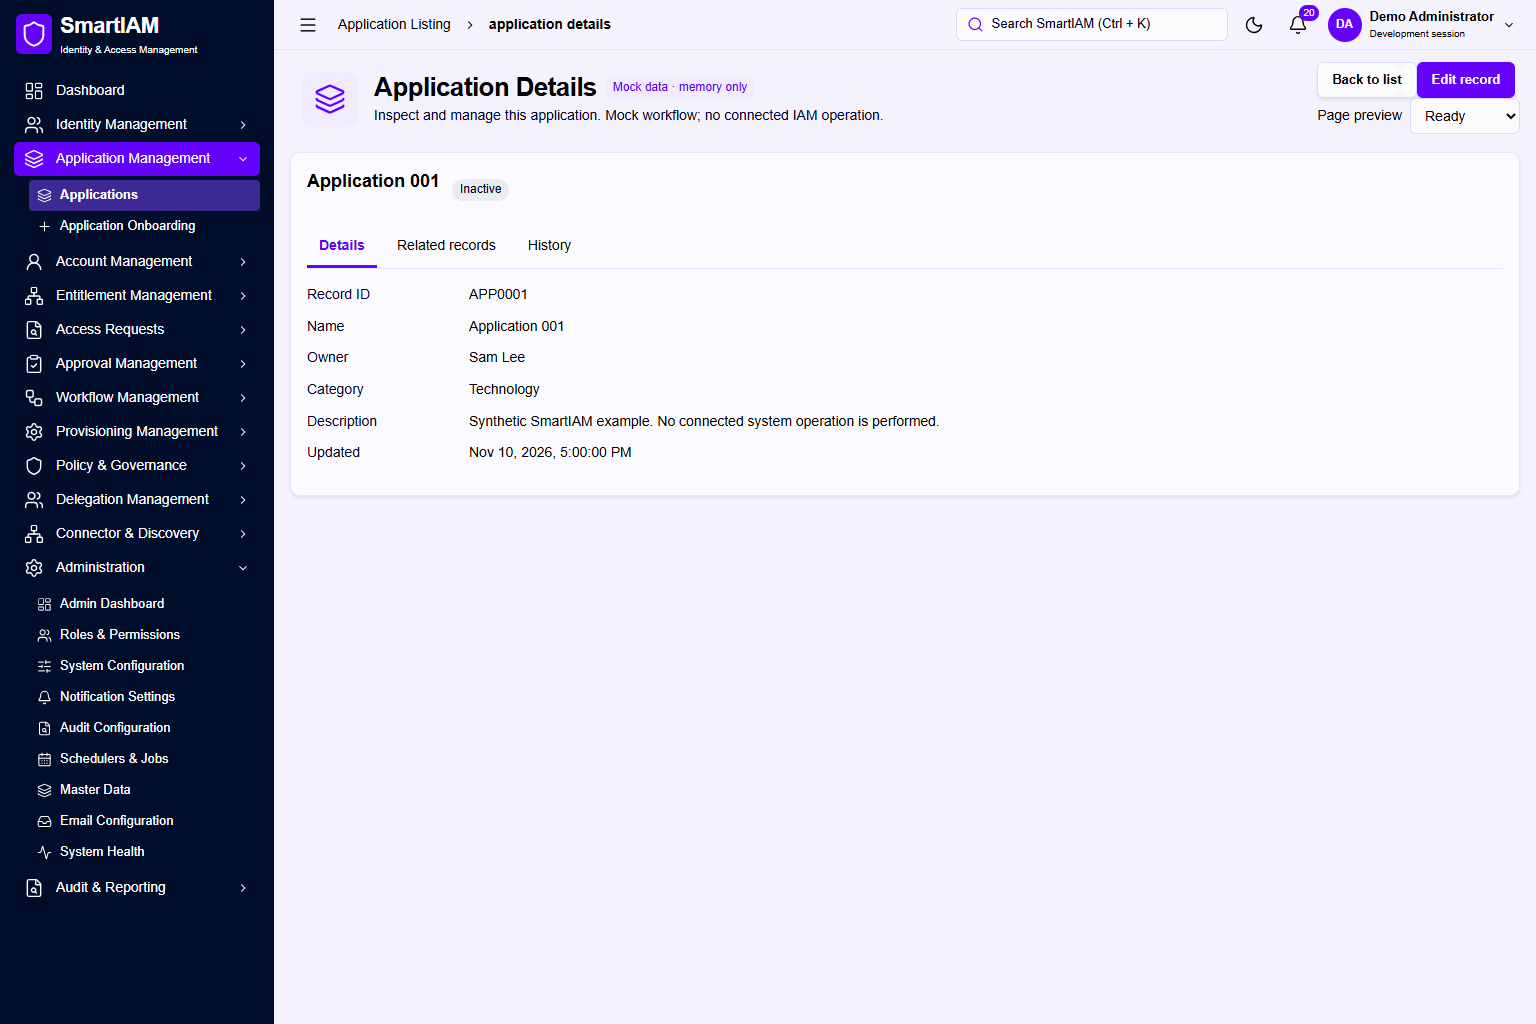 SmartIAM
Identity & Access Management
Dashboard
Identity Management
Application Management
Applications
Application Onboarding
Account Management
Entitlement Management
Access Requests
Approval Management
Workflow Management
Provisioning Management
Policy & Governance
Delegation Management
Connector & Discovery
Administration
Admin Dashboard
Roles & Permissions
System Configuration
Notification Settings
Audit Configuration
Schedulers & Jobs
Master Data
Email Configuration
System Health
Audit & Reporting
Application Listing > application details
Search SmartIAM (Ctrl + K)
20
DA
Demo Administrator
Development session
Application Details Mock data · memory only
Inspect and manage this application. Mock workflow; no connected IAM operation.
Back to list Edit record
Page preview Ready
Application 001 Inactive
Details Related records History
Record ID APP0001
Name Application 001
Owner Sam Lee
Category Technology
Description Synthetic SmartIAM example. No connected system operation is performed.
Updated Nov 10, 2026, 5:00:00 PM